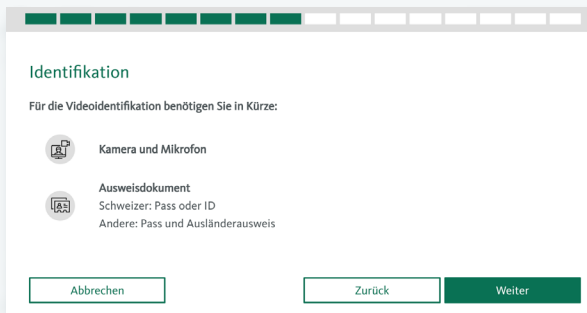 Identifikation
Für die Videoidentifikation benötigen Sie in Kürze:
Kamera und Mikrofon
Ausweisdokument
Schweizer: Pass oder ID
Andere: Pass und Ausländerausweis
Abbrechen
Zurück
Weiter